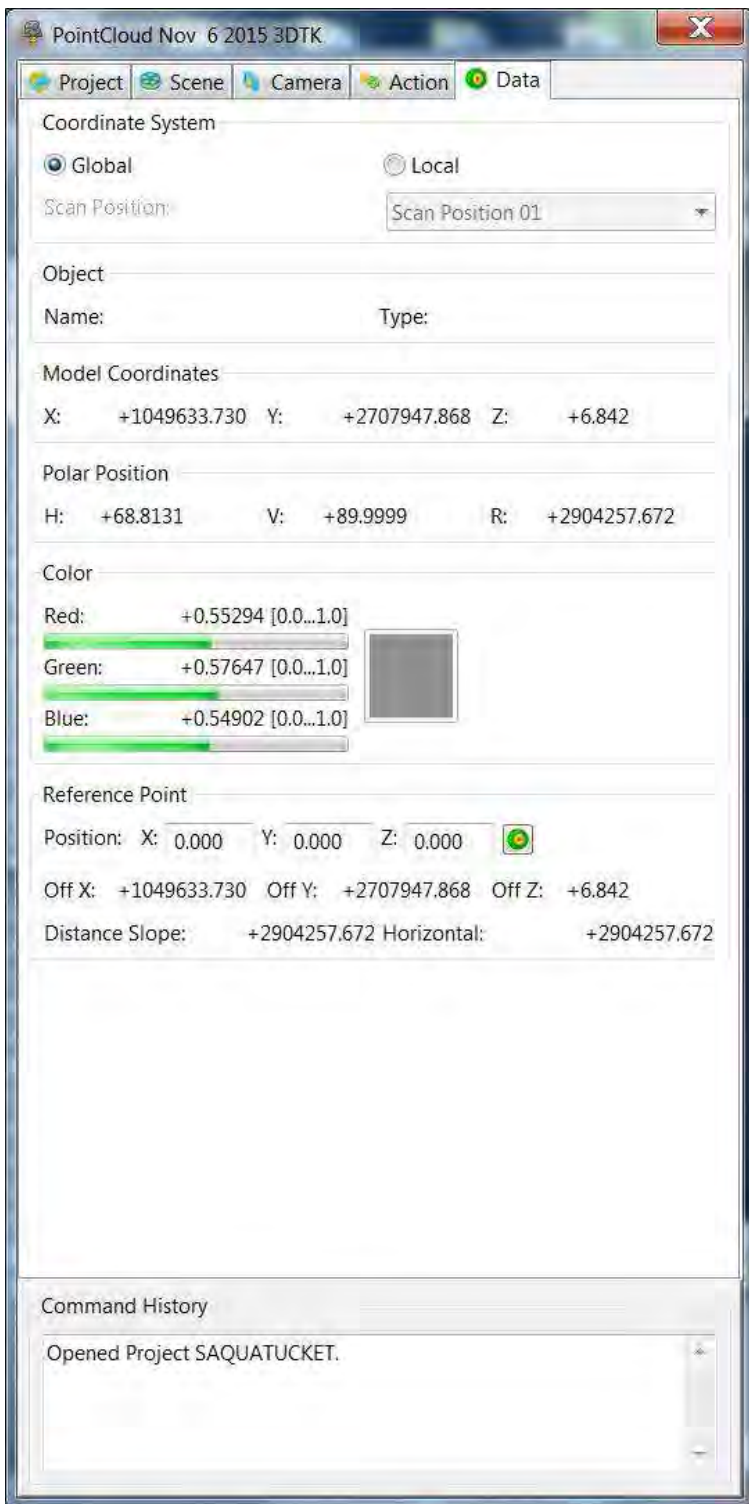 PointCloud Nov 6 2015 3DTK
Project Scene Camera Action Data
Coordinate System
Global Local
Scan Position: Scan Position 01
Object
Name: Type:
Model Coordinates
X: +1049633.730 Y: +2707947.868 Z: +6.842
Polar Position
H: +68.8131 V: +89.9999 R: +2904257.672
Color
Red: +0.55294 [0.0...1.0]
Green: +0.57647 [0.0...1.0]
Blue: +0.54902 [0.0...1.0]
Reference Point
Position: X: 0.000 Y: 0.000 Z: 0.000
Off X: +1049633.730 Off Y: +2707947.868 Off Z: +6.842
Distance Slope: +2904257.672 Horizontal: +2904257.672
Command History
Opened Project SAQUATUCKET.